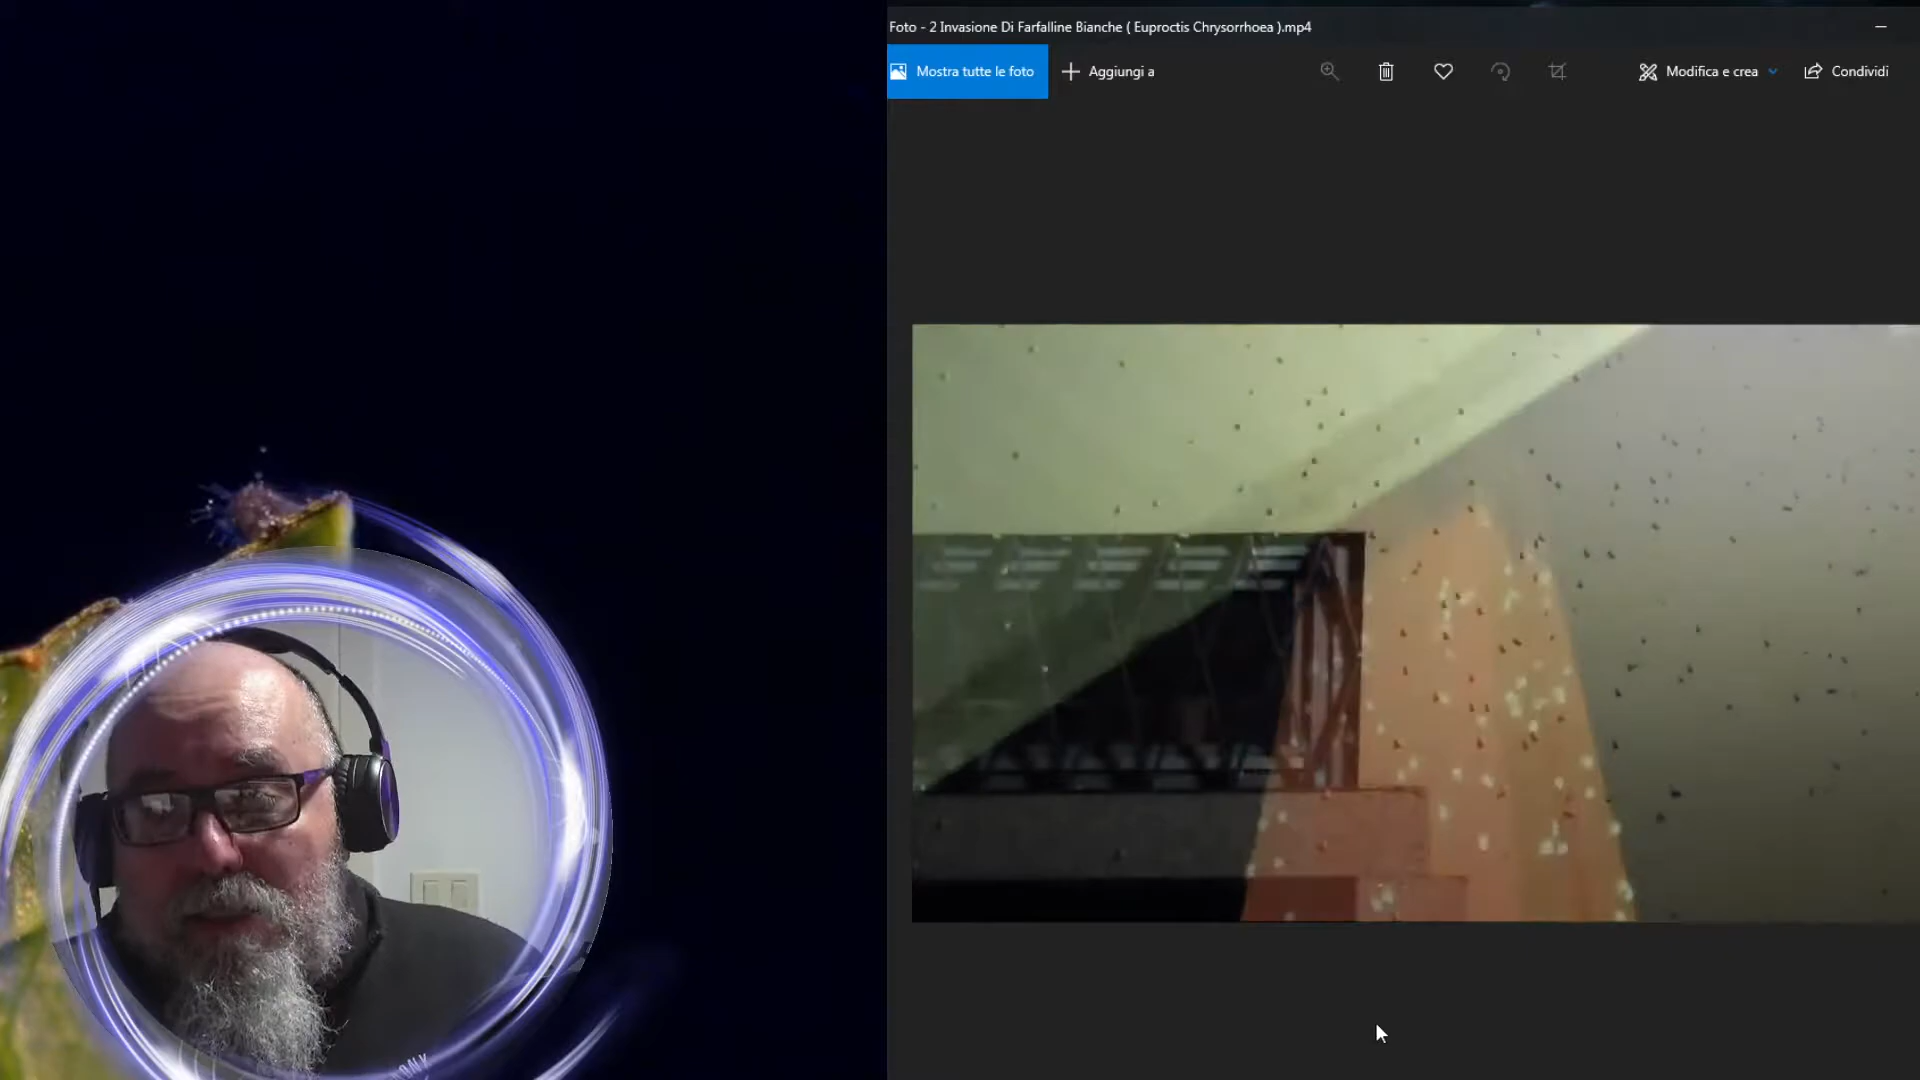 Foto - 2 Invasione Di Farfalline Bianche ( Euproctis Chrysorrhoea ).mp4
Mostra tutte le foto
Aggiungi a
Modifica e crea
Condividi